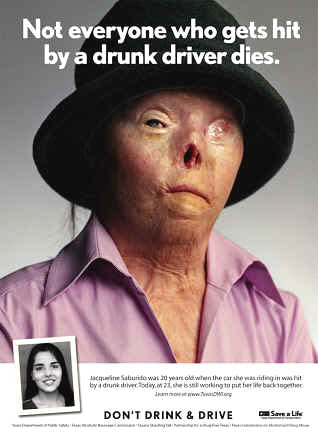 Not everyone who gets hit
by a drunk driver dies.
Jacqueline Saburido was 20 years old when the car she was riding in was hit
by a drunk driver. Today, at 23, she is still working to put her life back together.
Learn more at www.TexasDWI.org
DON'T DRINK & DRIVE
Save a Life